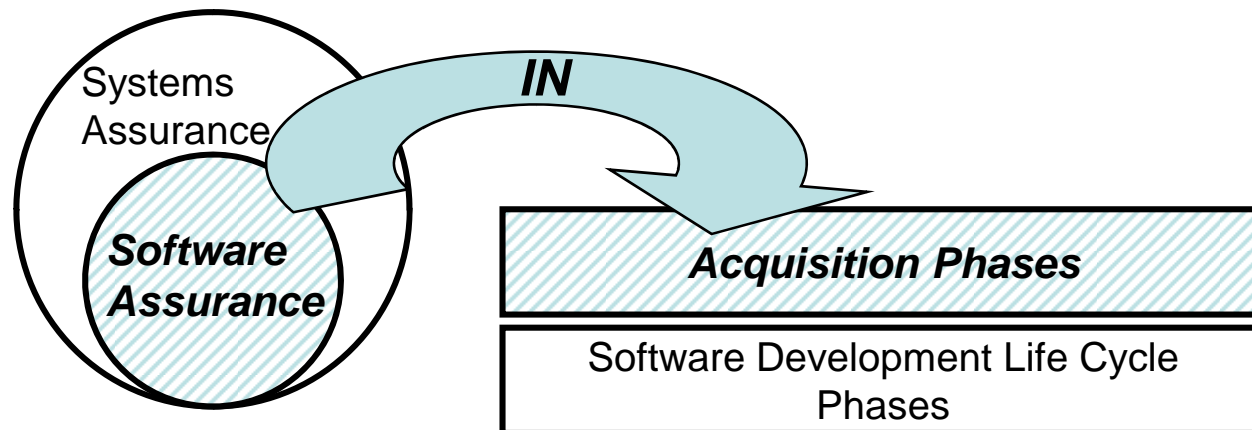 Systems
Assurance
IN
Software
Assurance
Acquisition Phases
Software Development Life Cycle
Phases